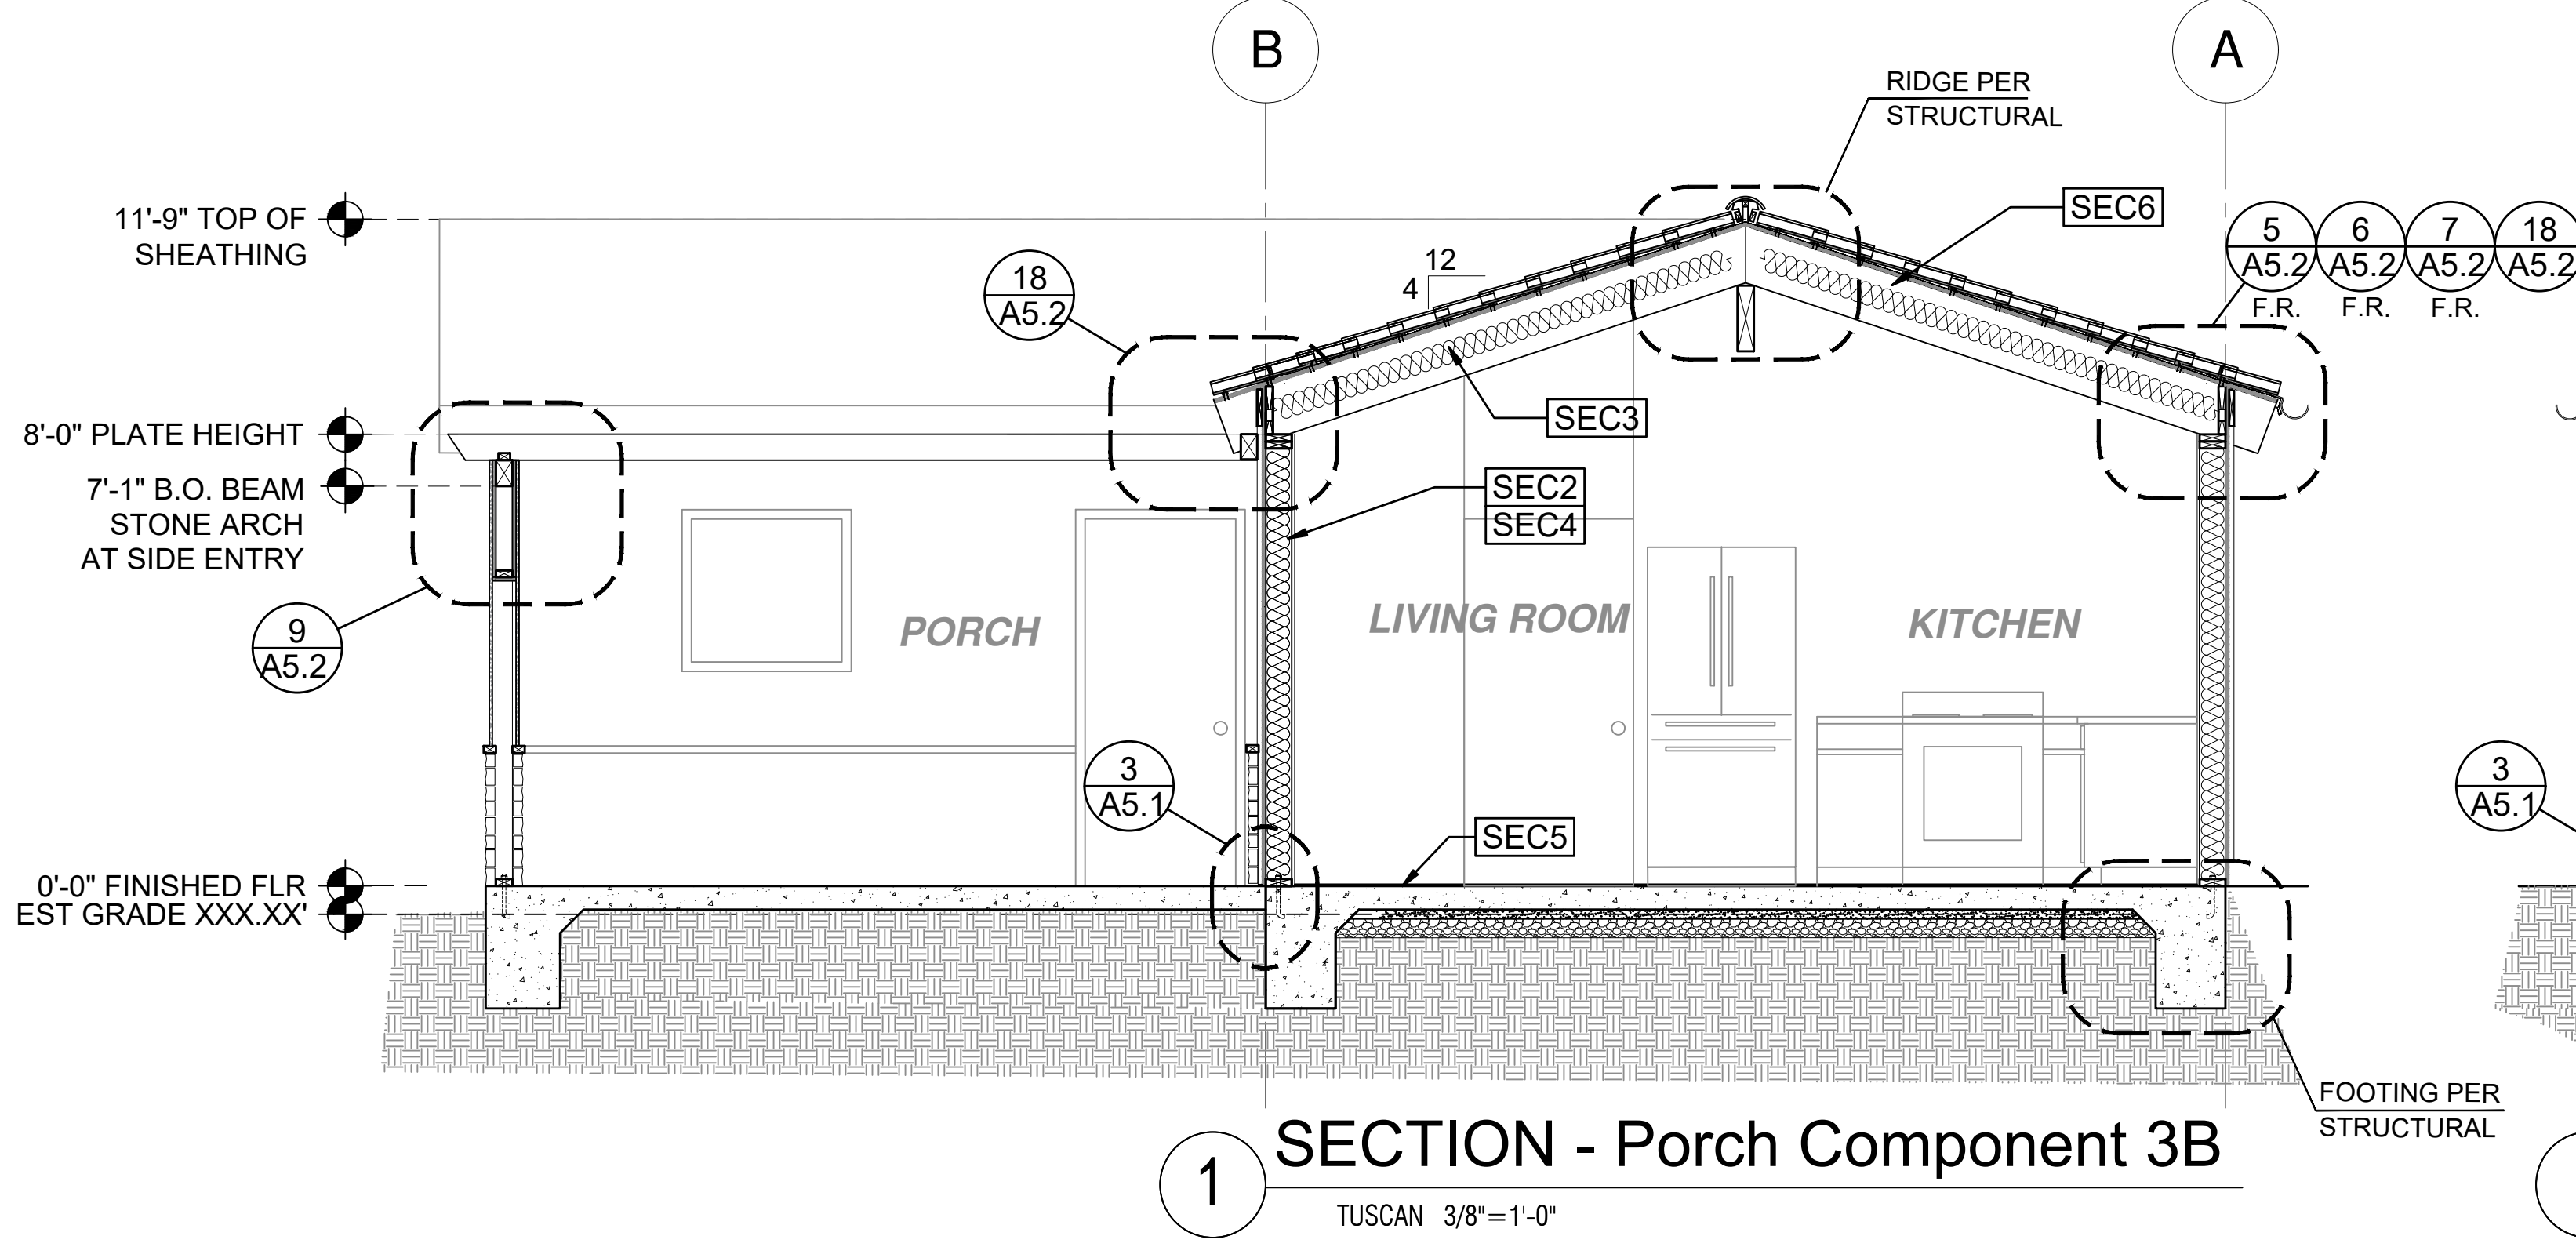 B
A
RIDGE PER
STRUCTURAL
11'-9" TOP OF
SHEATHING
SEC6
5
A5.2
F.R.
6
A5.2
F.R.
7
A5.2
F.R.
18
A5.2
18
A5.2
12
4
SEC3
8'-0" PLATE HEIGHT
7'-1" B.O. BEAM
STONE ARCH
AT SIDE ENTRY
SEC2
SEC4
9
A5.2
PORCH
LIVING ROOM
KITCHEN
3
A5.1
3
A5.1
SEC5
0'-0" FINISHED FLR
EST GRADE XXX.XX'
FOOTING PER
STRUCTURAL
1
SECTION - Porch Component 3B
TUSCAN 3/8"=1'-0"